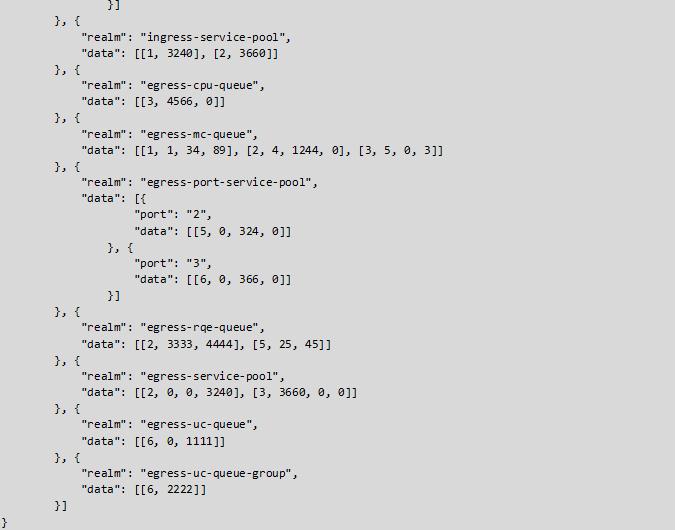 }]
}, {
"realm": "ingress-service-pool",
"data": [[1, 3240], [2, 3660]]
}, {
"realm": "egress-cpu-queue",
"data": [[3, 4566, 0]]
}, {
"realm": "egress-mc-queue",
"data": [[1, 1, 34, 89], [2, 4, 1244, 0], [3, 5, 0, 3]]
}, {
"realm": "egress-port-service-pool",
"data": [{
"port": "2",
"data": [[5, 0, 324, 0]]
}, {
"port": "3",
"data": [[6, 0, 366, 0]]
}]
}, {
"realm": "egress-rqe-queue",
"data": [[2, 3333, 4444], [5, 25, 45]]
}, {
"realm": "egress-service-pool",
"data": [[2, 0, 0, 3240], [3, 3660, 0, 0]]
}, {
"realm": "egress-uc-queue",
"data": [[6, 0, 1111]]
}, {
"realm": "egress-uc-queue-group",
"data": [[6, 2222]]
}]
}